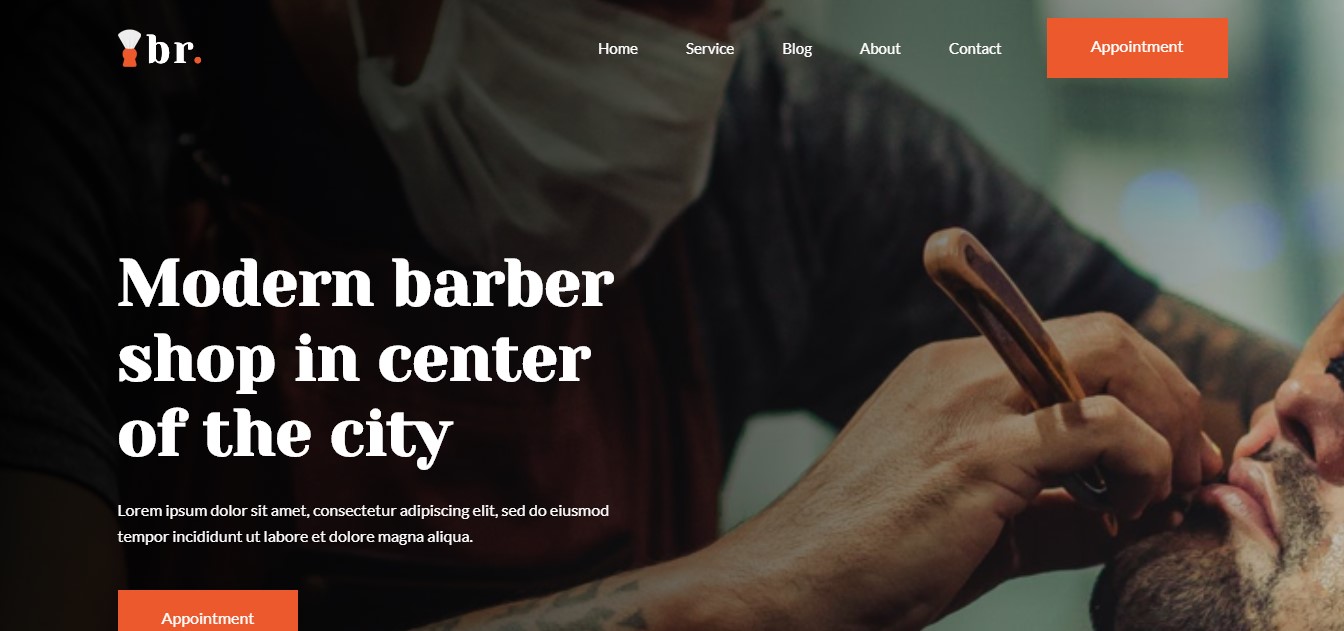 br.
Home
Service
Blog
About
Contact
Appointment
Modern barber
shop in center
of the city
Lorem ipsum dolor sit amet, consectetur adipiscing elit, sed do eiusmod
tempor incididunt ut labore et dolore magna aliqua.
Appointment